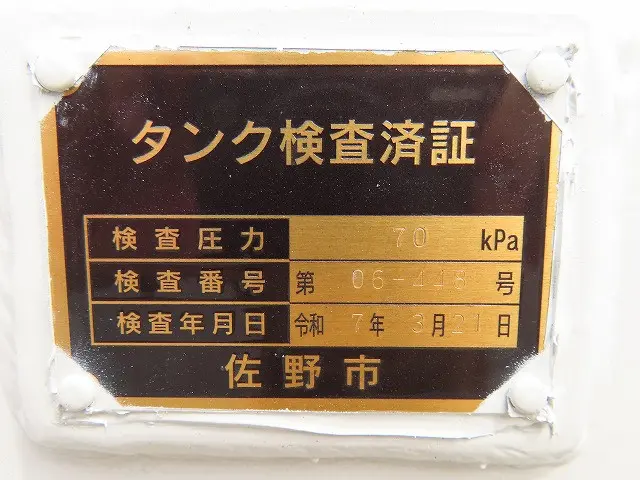 タンク検査済証
検査圧力 70 kPa
検査番号 第 06-448 号
検査年月日 令和 7年 3月21日
佐野市